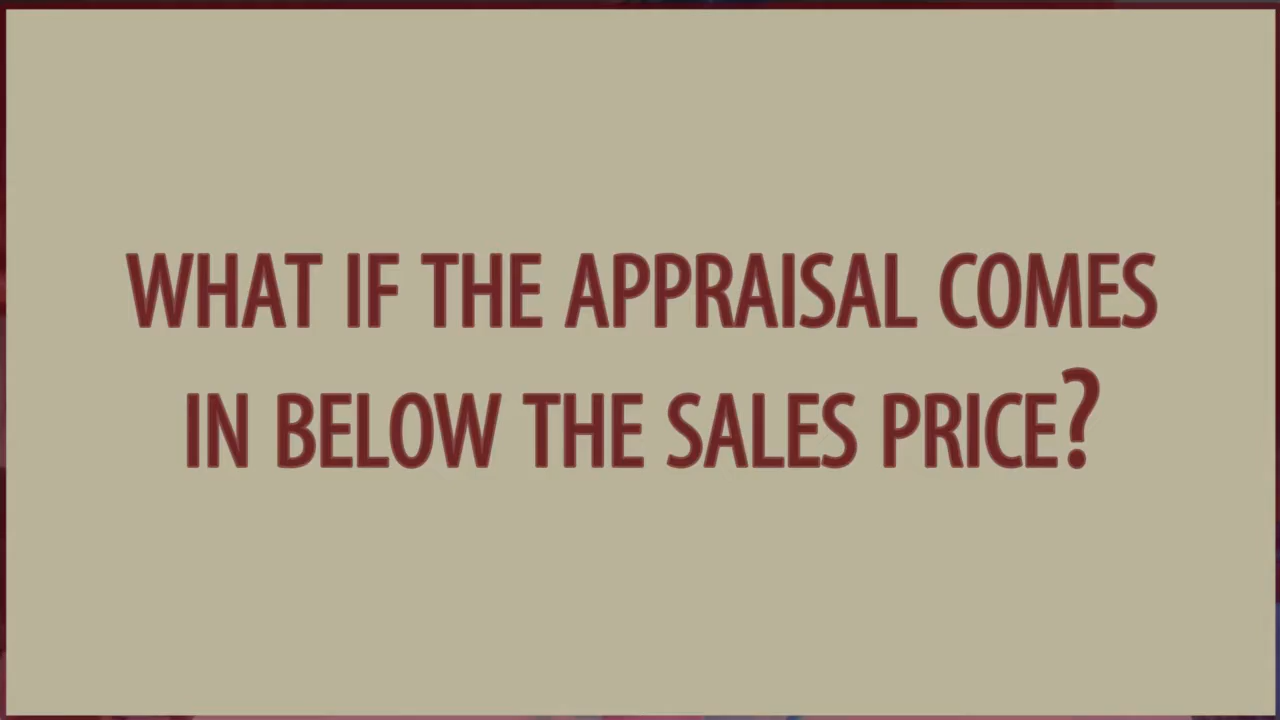 WHAT IF THE APPRAISAL COMES
IN BELOW THE SALES PRICE?